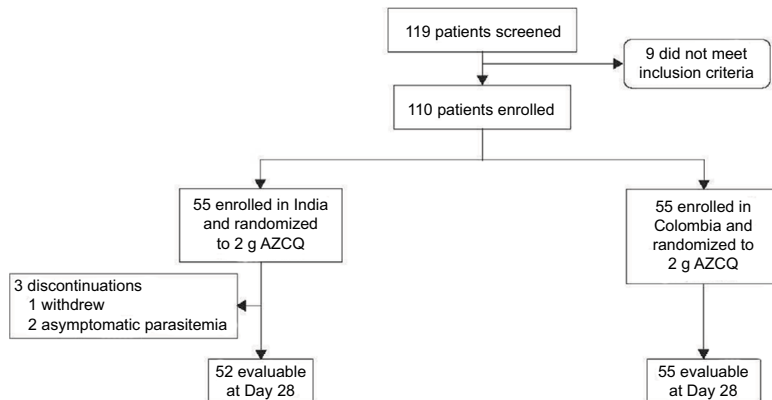 119 patients screened
9 did not meet
inclusion criteria
110 patients enrolled
55 enrolled in India
and randomized
to 2 g AZCQ
55 enrolled in
Colombia and
randomized to
2 g AZCQ
3 discontinuations
1 withdrew
2 asymptomatic parasitemia
52 evaluable
at Day 28
55 evaluable
at Day 28